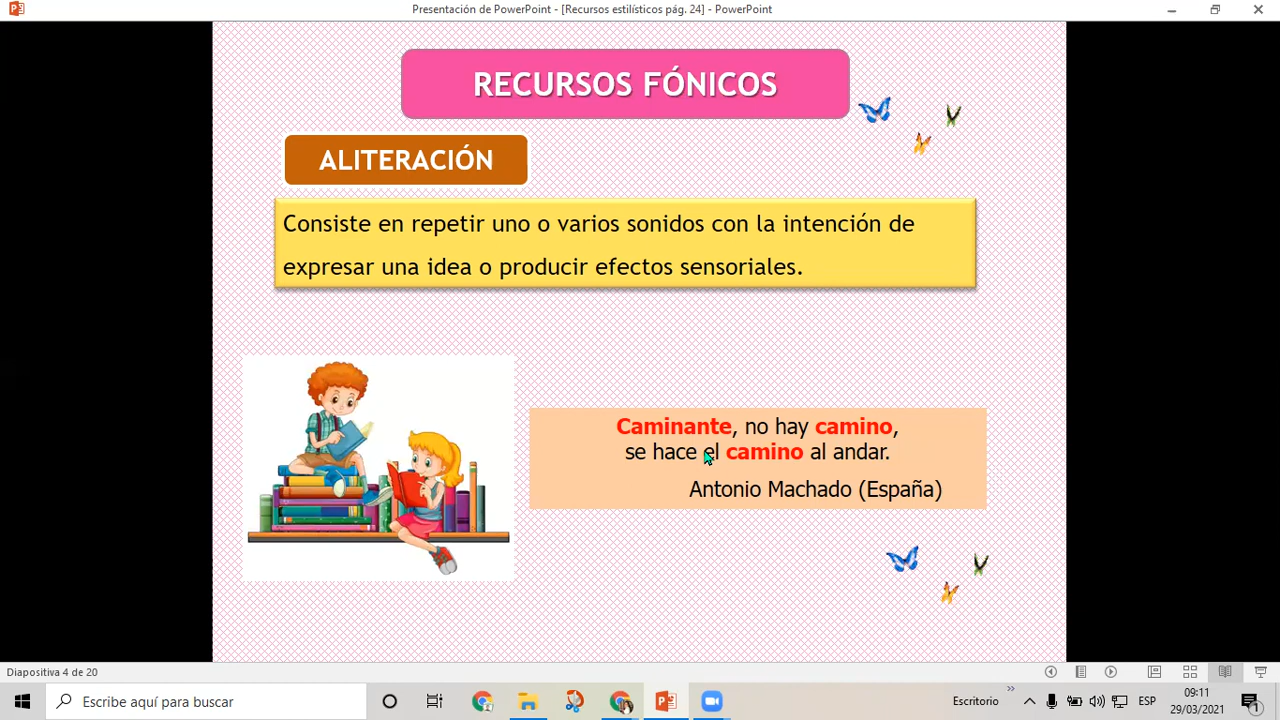 Presentación de PowerPoint - [Recursos estilísticos pág. 24] - PowerPoint
RECURSOS FÓNICOS
ALITERACIÓN
Consiste en repetir uno o varios sonidos con la intención de
expresar una idea o producir efectos sensoriales.
Caminante, no hay camino,
se hace el camino al andar.
Antonio Machado (España)
Diapositiva 4 de 20
Escribe aquí para buscar
Escritorio
ESP
09:11
29/03/2021